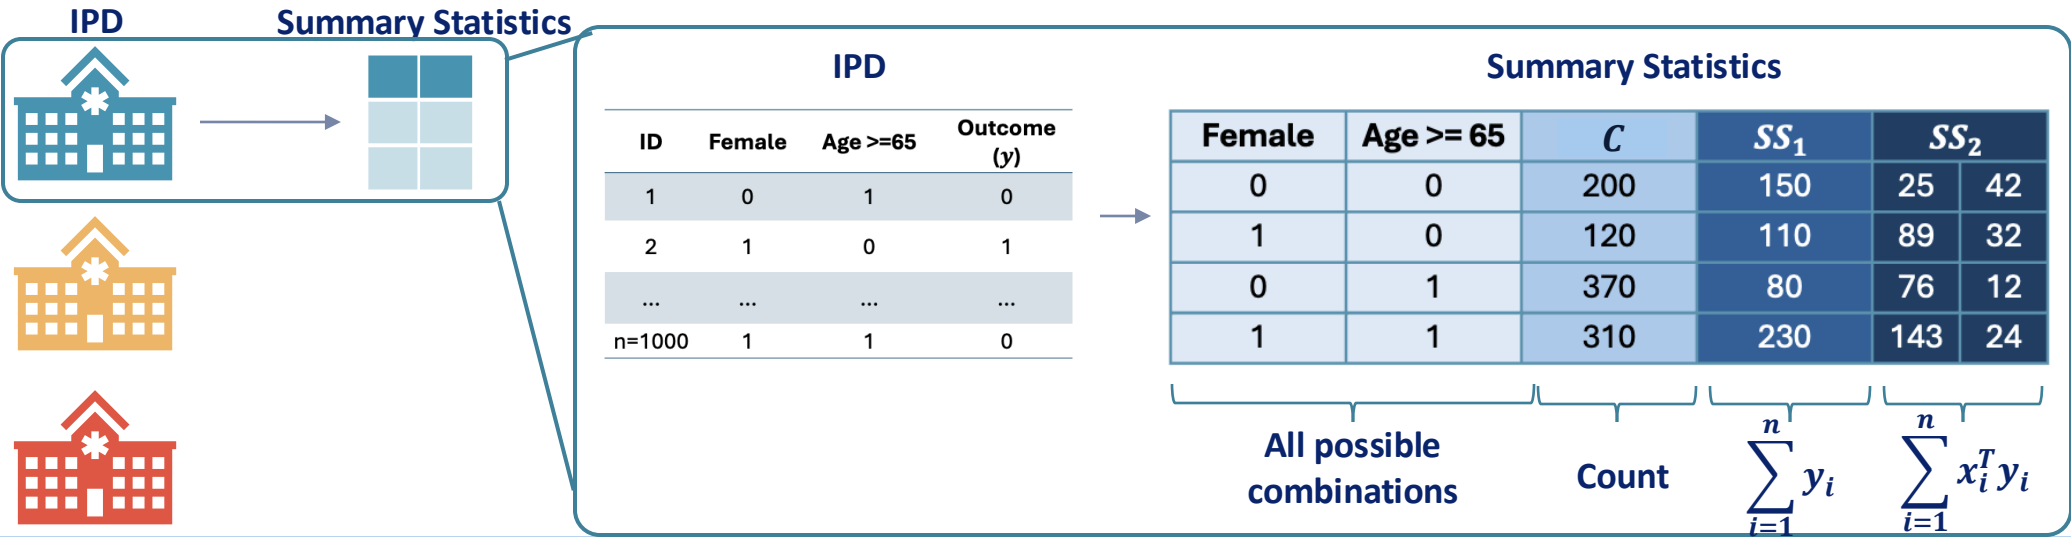 IPD
Summary Statistics
IPD
ID Female Age >=65 Outcome (y)
1 0 1 0
2 1 0 1
... ... ... ...
n=1000 1 1 0
Summary Statistics
Female Age >= 65 C SS₁ SS₂
0 0 200 150 25 42
1 0 120 110 89 32
0 1 370 80 76 12
1 1 310 230 143 24
All possible
combinations
Count
∑ⁿᵢ₌₁ yᵢ
∑ⁿᵢ₌₁ xᵢᵀyᵢ